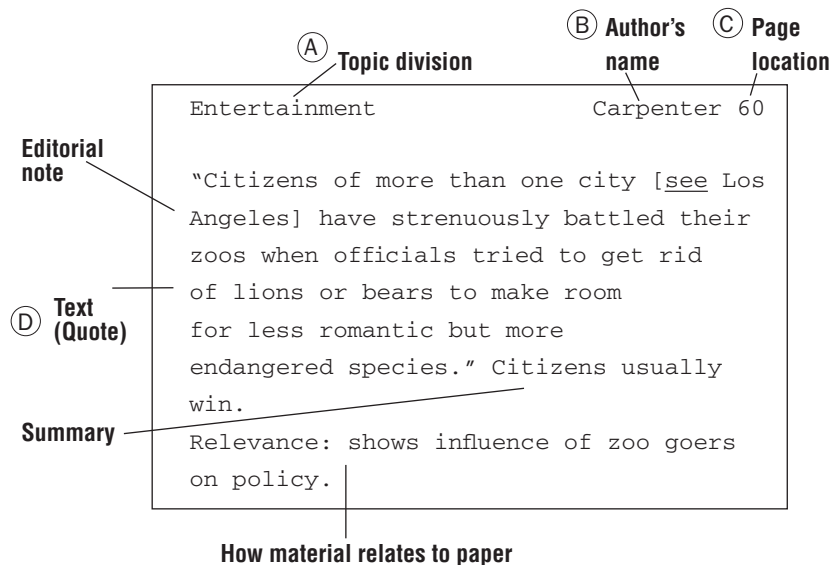 Ⓐ Topic division
Ⓑ Author's
name
Ⓒ Page
location
Entertainment Carpenter 60
Editorial
note
"Citizens of more than one city [see Los
Angeles] have strenuously battled their
zoos when officials tried to get rid
of lions or bears to make room
for less romantic but more
endangered species." Citizens usually
win.
Ⓓ Text
(Quote)
Summary
Relevance: shows influence of zoo goers
on policy.
How material relates to paper